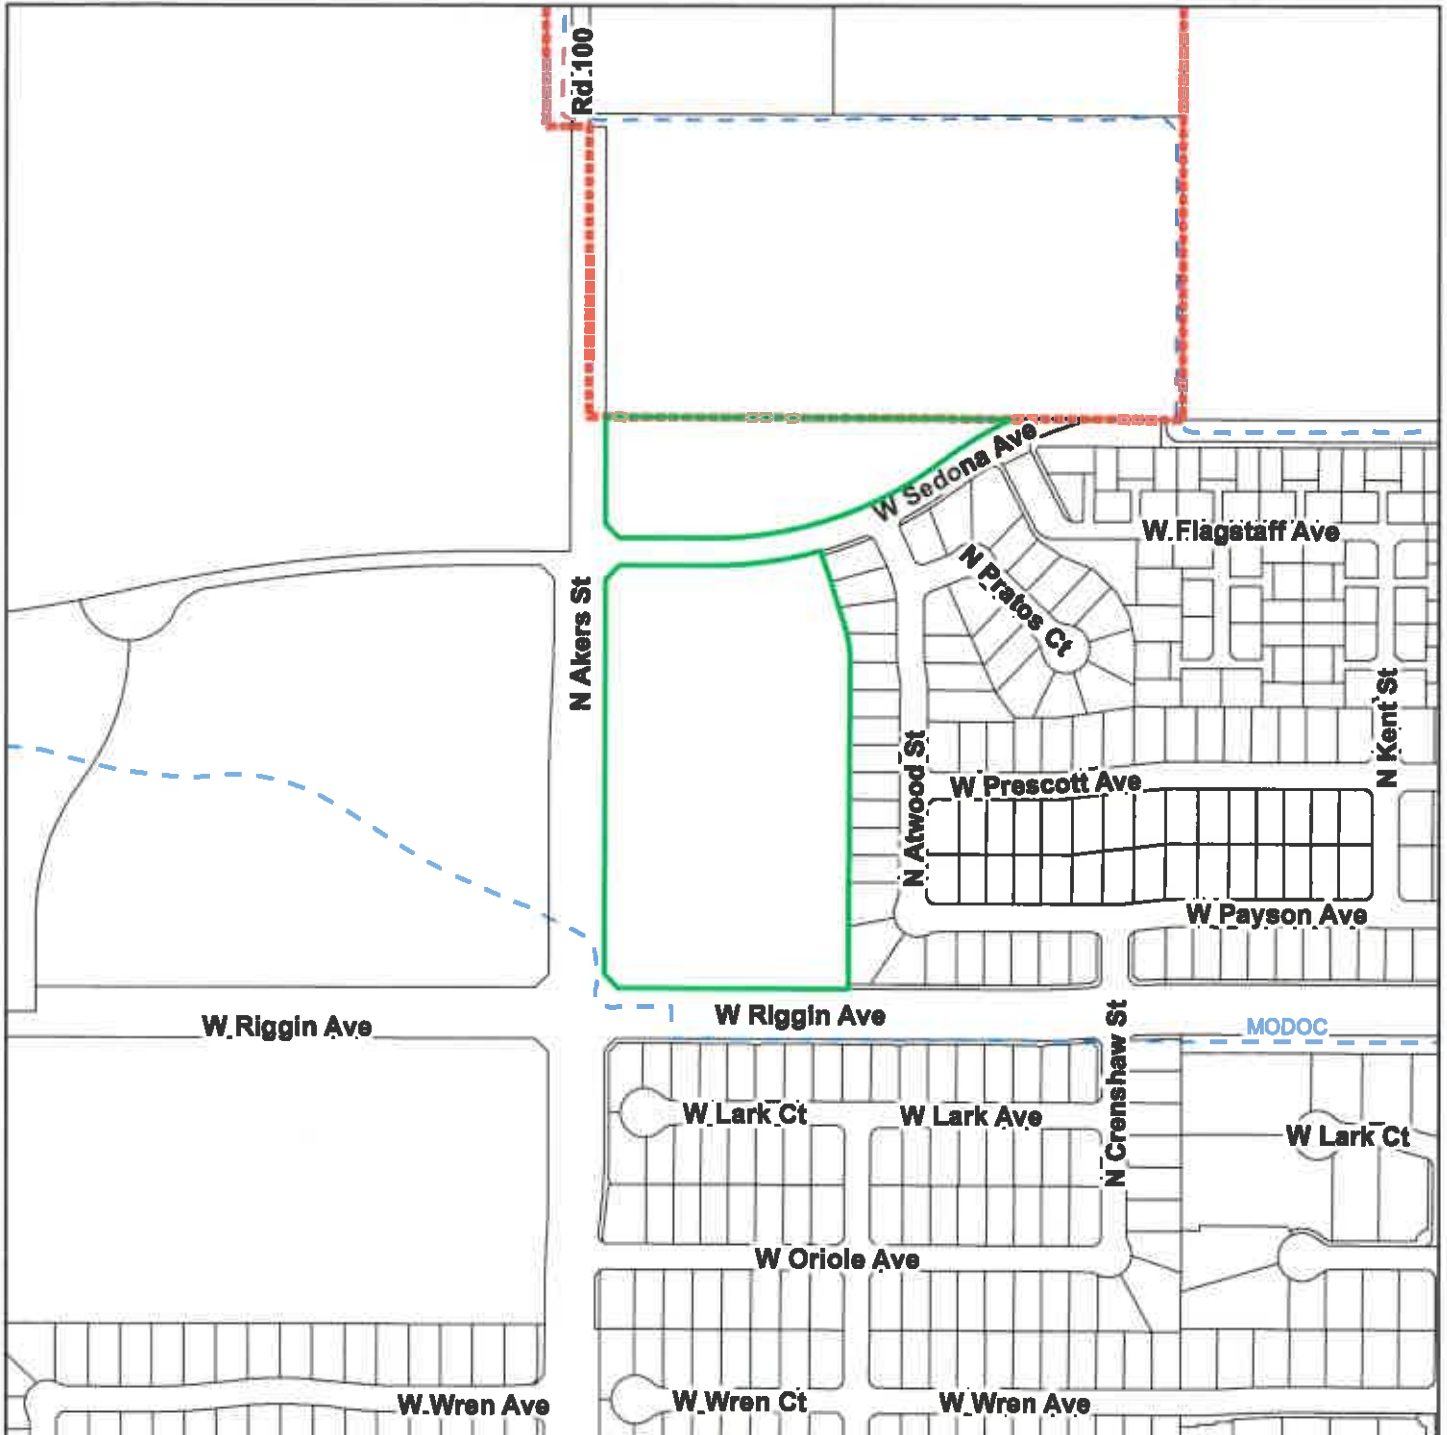 Rd 100
W Sedona Ave
W Flagstaff Ave
N Pratos Ct
N Akers St
N Kent St
N Atwood St
W Prescott Ave
W Payson Ave
W Riggin Ave
W Riggin Ave
MODOC
N Crenshaw St
W Lark Ct
W Lark Ave
W Lark Ct
W Oriole Ave
W Wren Ave
W Wren Ct
W Wren Ave